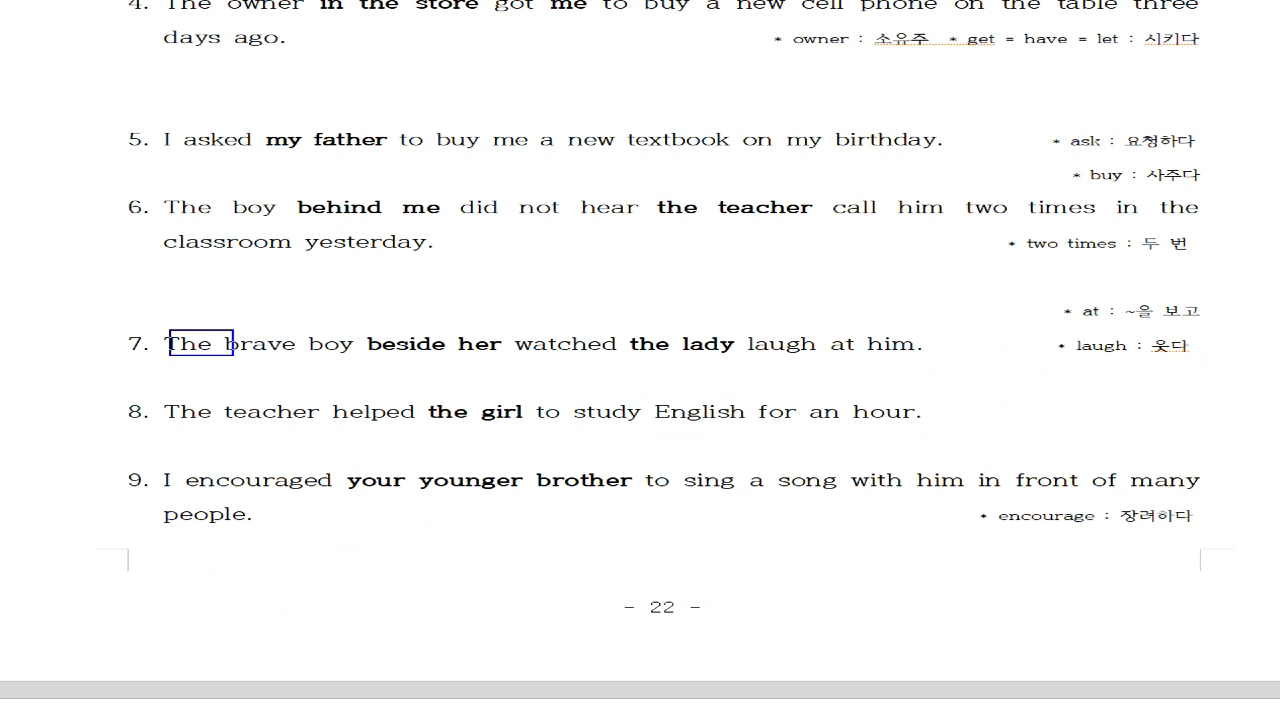 4. The owner in the store got me to buy a new cell phone on the table three
days ago. * owner : 소유주 * get = have = let : 시키다
5. I asked my father to buy me a new textbook on my birthday. * ask : 요청하다
* buy : 사주다
6. The boy behind me did not hear the teacher call him two times in the
classroom yesterday. * two times : 두 번
* at : ~을 보고
7. The brave boy beside her watched the lady laugh at him. * laugh : 웃다
8. The teacher helped the girl to study English for an hour.
9. I encouraged your younger brother to sing a song with him in front of many
people. * encourage : 장려하다
- 22 -